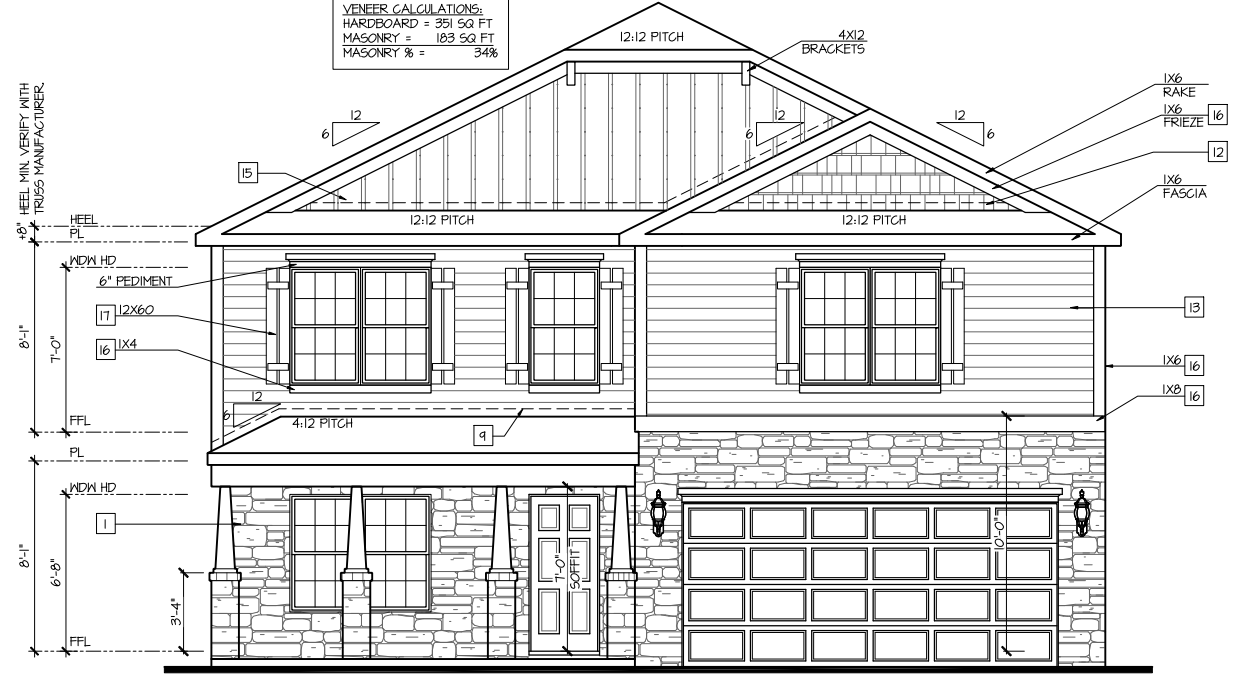 VENEER CALCULATIONS:
HARDBOARD = 351 SQ FT
MASONRY = 183 SQ FT
MASONRY % = 34%
12:12 PITCH
4X12
BRACKETS
1X6
RAKE
1X6
FRIEZE 16
12
1X6
FASCIA
12
6
12
6
12
6
15
+8" HEEL MIN. VERIFY WITH
TRUSS MANUFACTURER.
HEEL
PL
12:12 PITCH
12:12 PITCH
WDW HD
6" PEDIMENT
17 12X60
16 1X4
8'-1"
7'-0"
13
1X6 16
1X8 16
12
6
4:12 PITCH
9
FFL
PL
WDW HD
1
8'-1"
6'-8"
3'-4"
7'-0"
SOFFIT
10'-0"
FFL